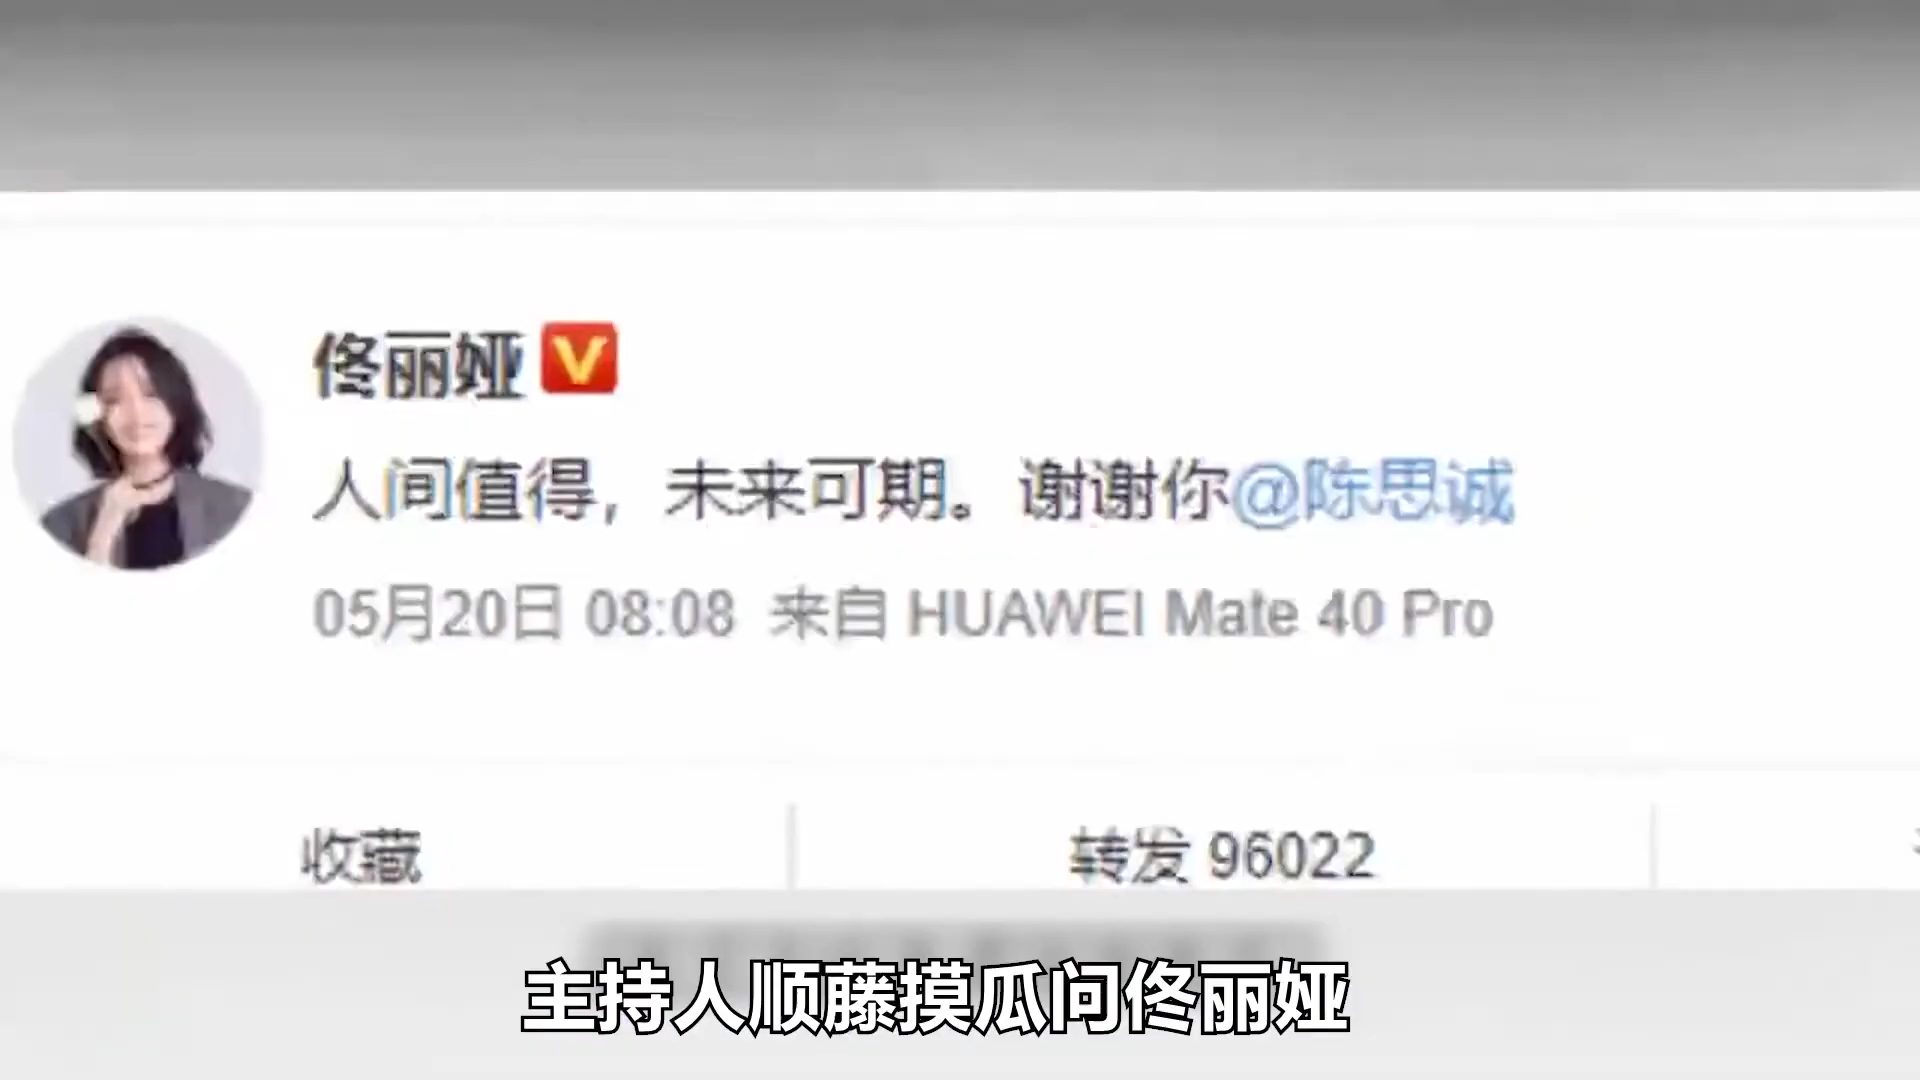 佟丽娅 V
人间值得，未来可期。谢谢你@陈思诚
05月20日 08:08 来自 HUAWEI Mate 40 Pro
收藏 转发 96022
主持人顺藤摸瓜问佟丽娅